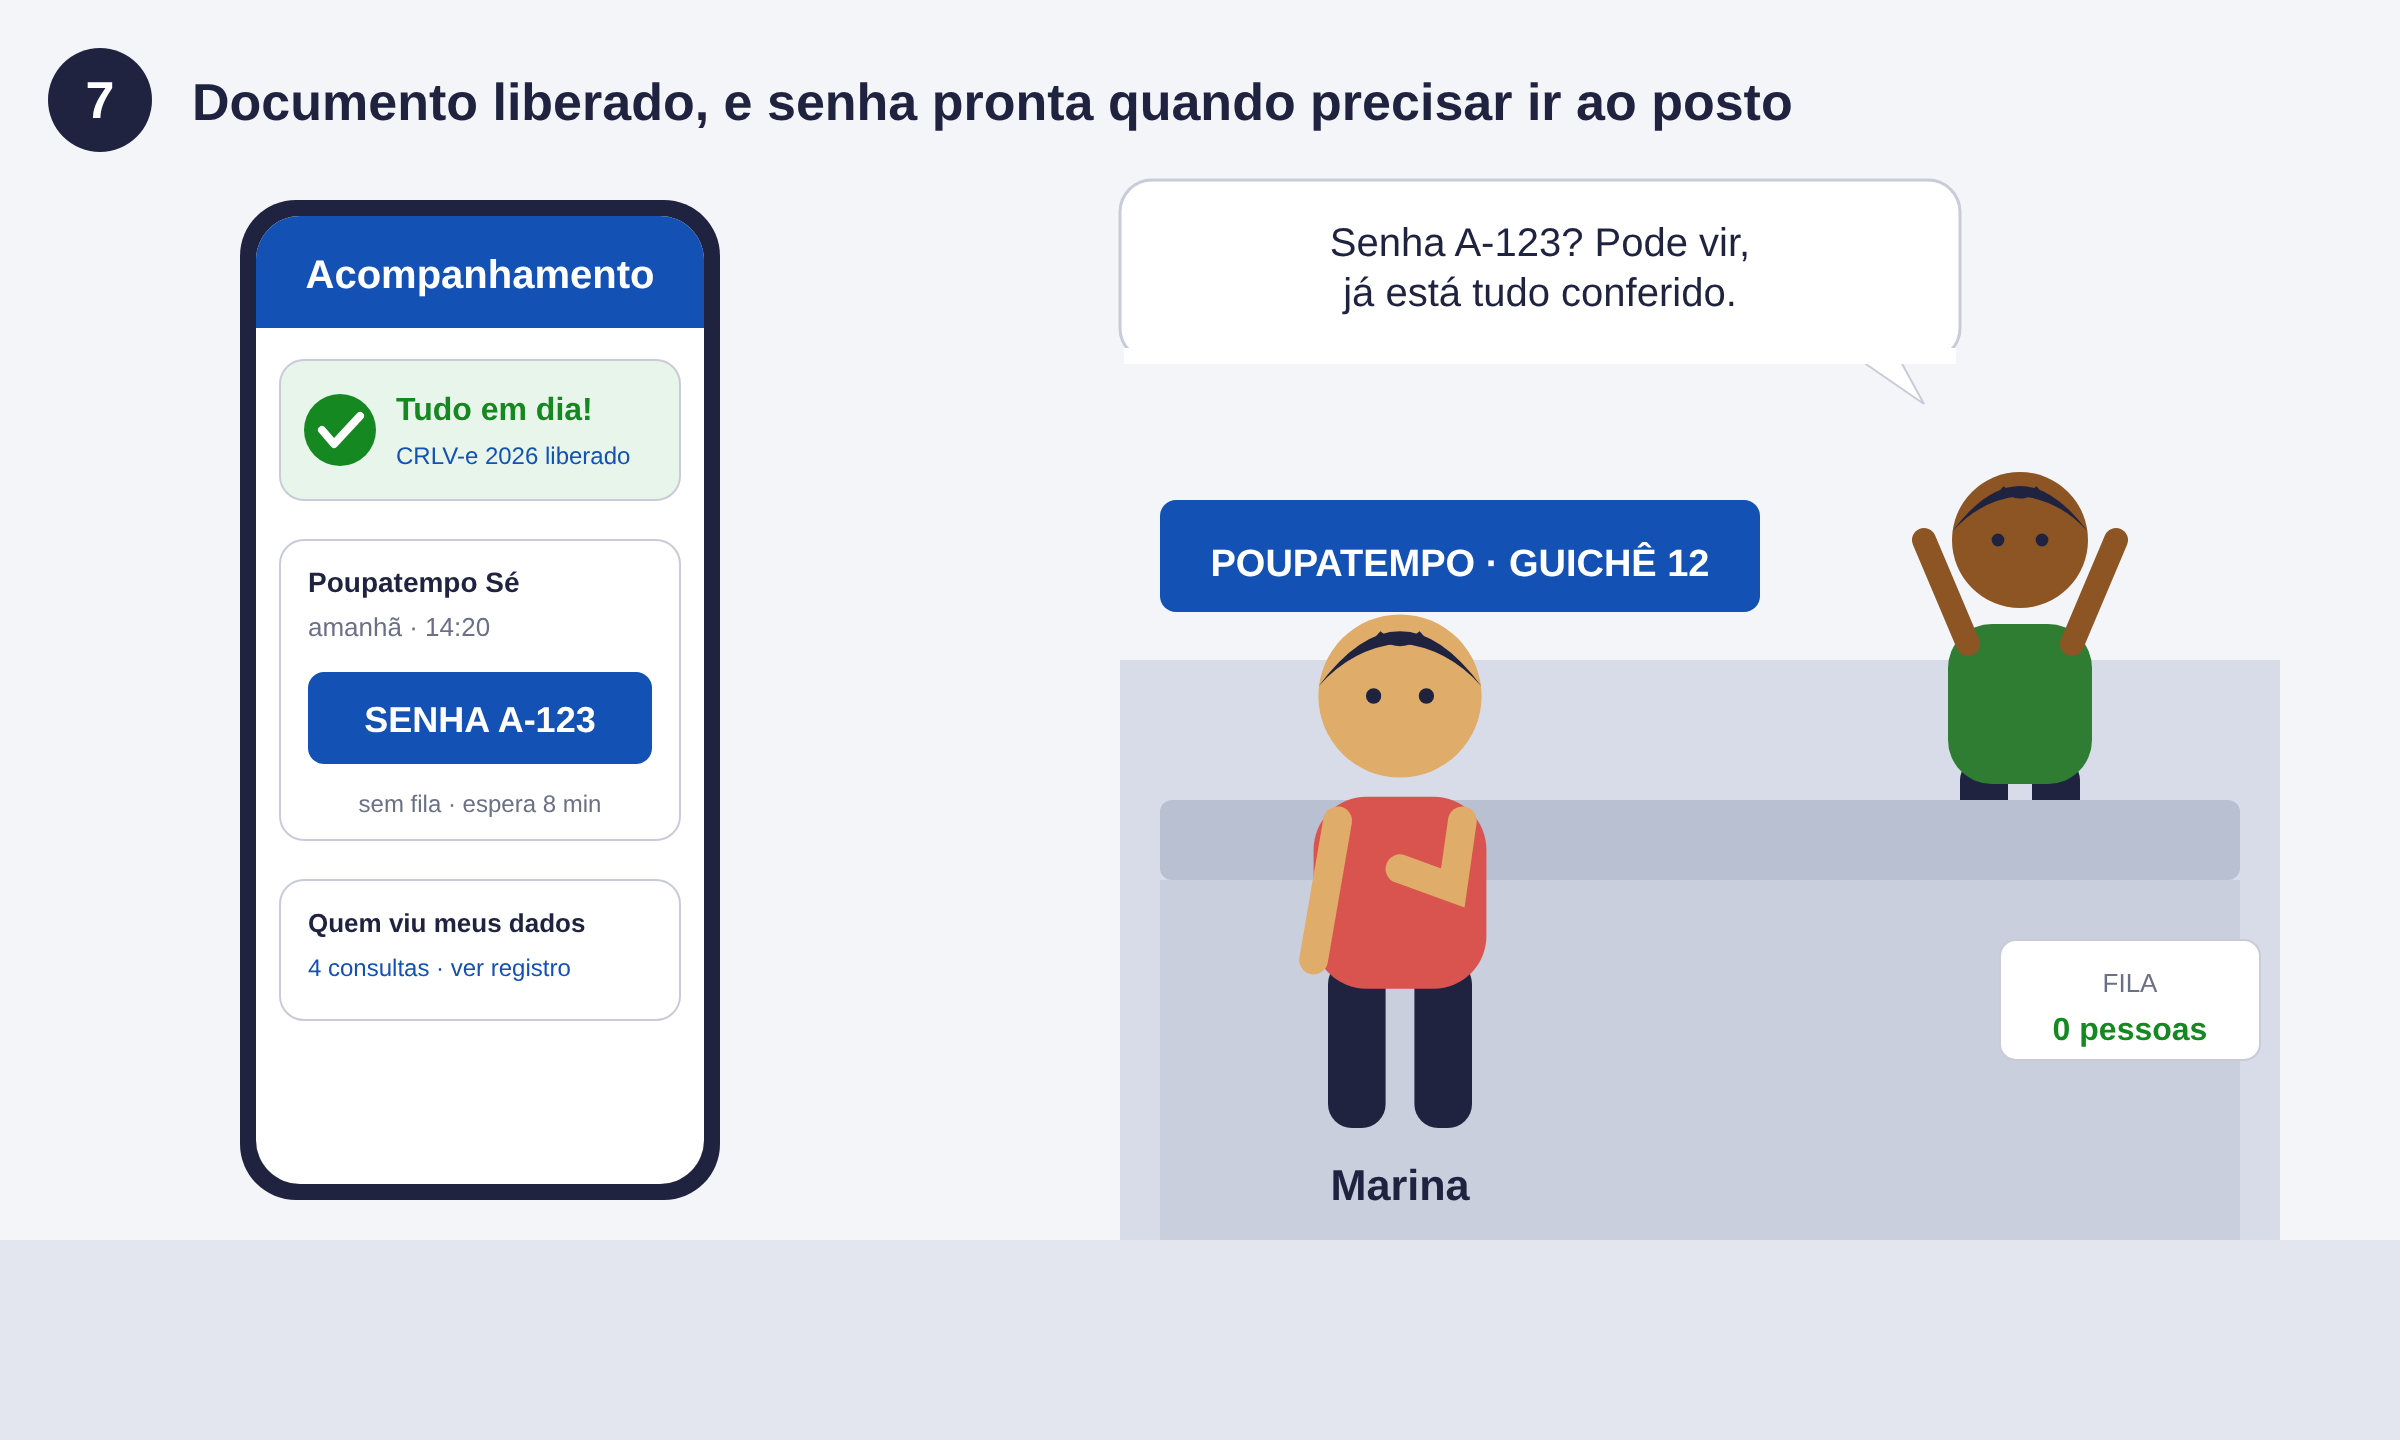 7
Documento liberado, e senha pronta quando precisar ir ao posto
Acompanhamento
Tudo em dia!
CRLV-e 2026 liberado
Poupatempo Sé
amanhã · 14:20
SENHA A-123
sem fila · espera 8 min
Quem viu meus dados
4 consultas · ver registro
Senha A-123? Pode vir,
já está tudo conferido.
POUPATEMPO · GUICHÊ 12
FILA
0 pessoas
Marina